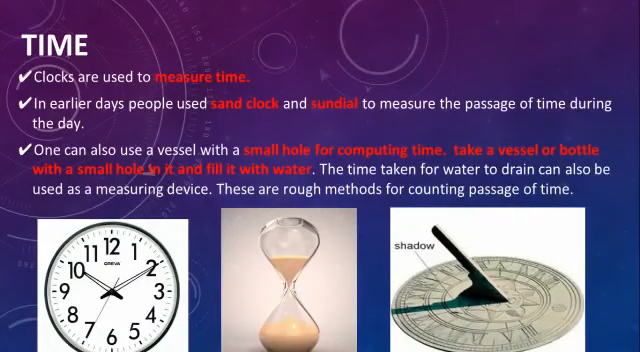 TIME
✔Clocks are used to measure time.
✔In earlier days people used sand clock and sundial to measure the passage of time during
the day.
✔One can also use a vessel with a small hole for computing time. take a vessel or bottle
with a small hole in it and fill it with water. The time taken for water to drain can also be
used as a measuring device. These are rough methods for counting passage of time.
shadow
11 12 1
OREVA
10 2
9 3
8 4
7 6 5